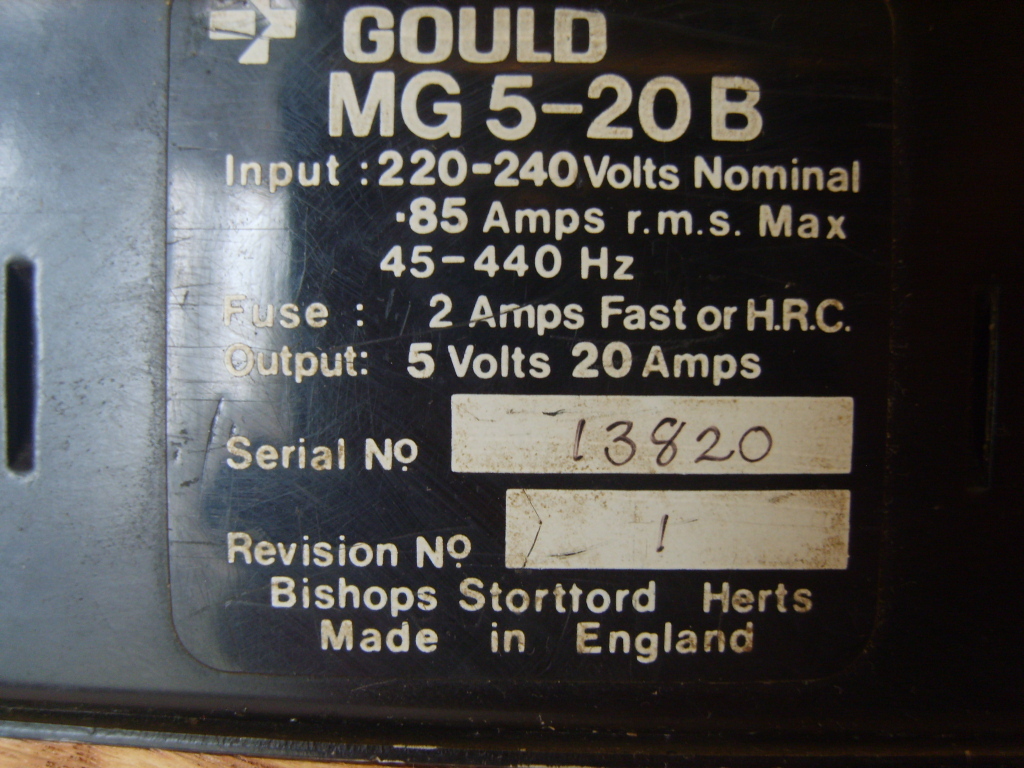 GOULD
MG 5-20 B
Input : 220-240 Volts Nominal
.85 Amps r.m.s. Max
45-440 Hz
Fuse : 2 Amps Fast or H.R.C.
Output: 5 Volts 20 Amps
Serial Nº 13820
Revision Nº 1
Bishops Stortford Herts
Made in England